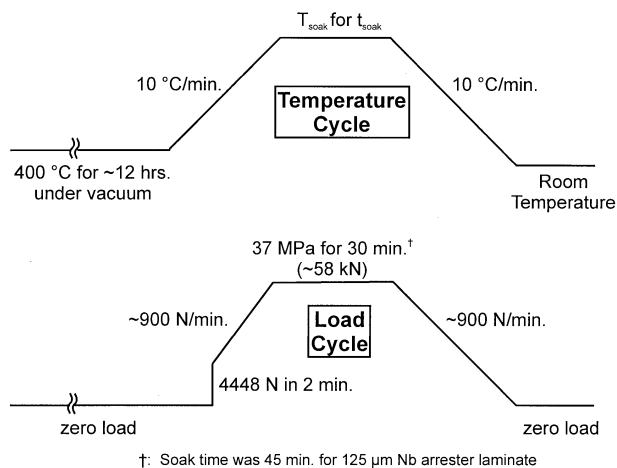 T soak for t soak
10 °C/min.
10 °C/min.
Temperature
Cycle
400 °C for ~12 hrs.
under vacuum
Room
Temperature
37 MPa for 30 min.†
(~58 kN)
~900 N/min.
~900 N/min.
Load
Cycle
4448 N in 2 min.
zero load
zero load
†: Soak time was 45 min. for 125 µm Nb arrester laminate